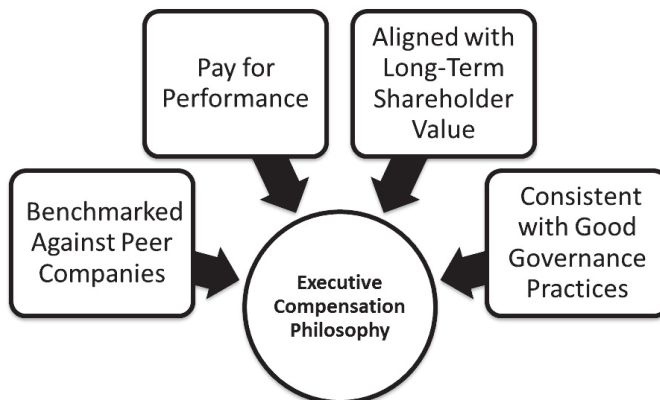 Pay for
Performance
Aligned with
Long-Term
Shareholder
Value
Benchmarked
Against Peer
Companies
Consistent
with Good
Governance
Practices
Executive
Compensation
Philosophy